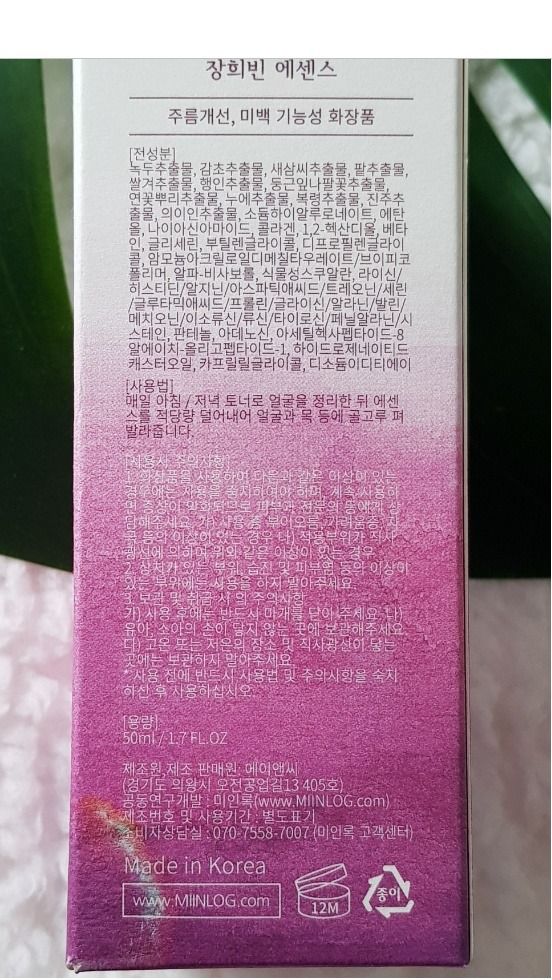 장희빈 에센스
주름개선, 미백 기능성 화장품
[전성분]
녹두추출물, 감초추출물, 새삼씨추출물, 팥추출물,
쌀겨추출물, 행인추출물, 둥근잎나팔꽃추출물,
연꽃뿌리추출물, 누에추출물, 복령추출물, 진주추
출물, 의이인추출물, 소듐하이알루로네이트, 에탄
올, 나이아신아마이드, 콜라겐, 1,2-헥산디올, 베타
인, 글리세린, 부틸렌글라이콜, 디프로필렌글라이
콜, 암모늄아크릴로일디메칠타우레이트/브이피코
폴리머, 알파-비사보롤, 식물성스쿠알란, 라이신/
히스티딘/알지닌/아스파틱애씨드/트레오닌/세린
/글루타믹애씨드/프롤린/글라이신/알라닌/발린/
메치오닌/이소류신/류신/타이로신/페닐알라닌/시
스테인, 판테놀, 아데노신, 아세틸헥사펩타이드-8
알에이치-올리고펩타이드-1, 하이드로제네이티드
캐스터오일, 카프릴릴글라이콜, 디소듐이디티에이
[사용법]
매일 아침 / 저녁 토너로 얼굴을 정리한 뒤 에센
스를 적당량 덜어내어 얼굴과 목 등에 골고루 펴
발라줍니다.
[사용시 주의사항]
1. 화장품을 사용하여 다음과 같은 이상이 있는
경우에는 사용을 중지하여야 하며, 계속 사용하
면 증상이 악화되므로 피부과 전문의 등에게 상
담해주세요. 가) 사용 중 부어오름, 가려움증, 자
극 등의 이상이 있는 경우 나) 적용부위가 직사
광선에 의하여 위와 같은 이상이 있는 경우
2. 상처가 있는 부위, 습진 및 피부염 등의 이상이
있는 부위에는 사용을 하지 말아주세요.
3. 보관 및 취급 시 의 주의사항
가) 사용 후에는 반드시 마개를 닫아 주세요. 나)
유아, 소아의 손이 닿지 않는 곳에 보관해주세요.
다) 고온 또는 저온의 장소 및 직사광선이 닿는
곳에는 보관하지 말아주세요.
* 사용 전에 반드시 사용법 및 주의사항을 숙지
하신 후 사용하십시오.
[용량]
50ml / 1.7 FL.OZ
제조원,제조 판매원: 에이앤씨
(경기도 의왕시 오전공업길13 405호)
공동연구개발 : 미인록(www.MIINLOG.com)
제조번호 및 사용기간 : 별도표기
소비자상담실 : 070-7558-7007 (미인록 고객센터)
Made in Korea
www.MIINLOG.com
12M
종이